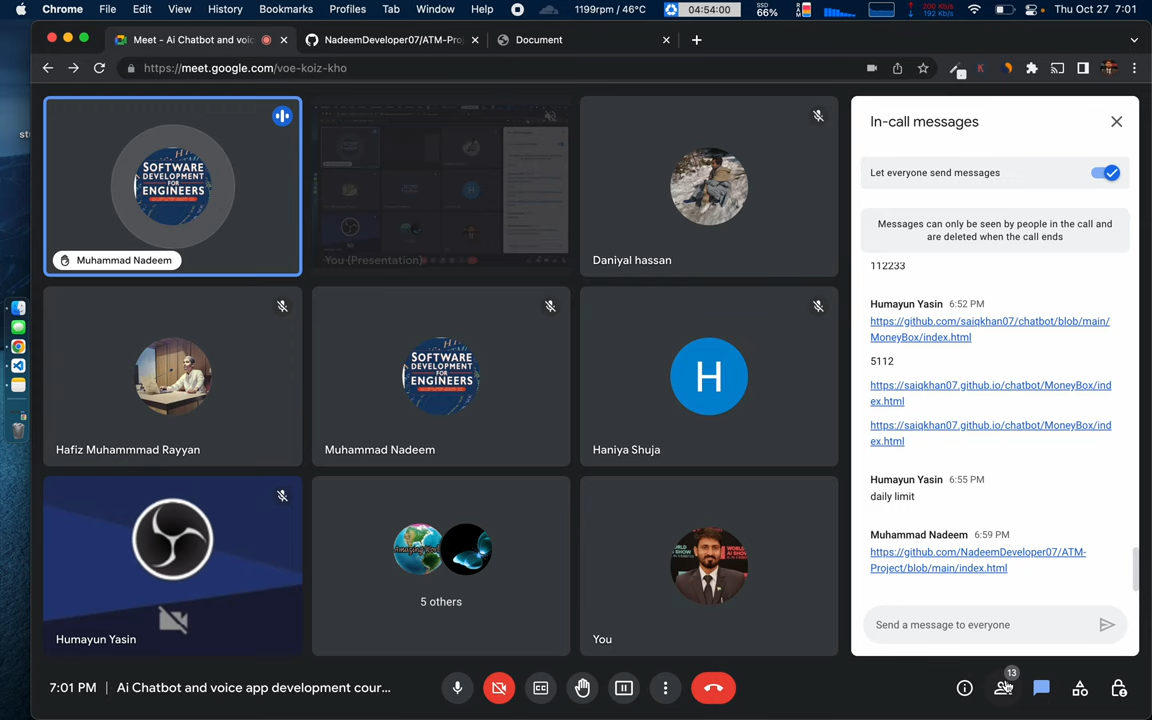 Chrome File Edit View History Bookmarks Profiles Tab Window Help 1199rpm / 46°C 04:54:00 SSD 66% 200 Kb/s 192 Kb/s Thu Oct 27 7:01
Meet - Ai Chatbot and voic NadeemDeveloper07/ATM-Pro Document
https://meet.google.com/voe-koiz-kho
SOFTWARE
DEVELOPMENT
FOR
ENGINEERS
Muhammad Nadeem
You (Presentation)
Daniyal hassan
Hafiz Muhammmad Rayyan
SOFTWARE
DEVELOPMENT
FOR
ENGINEERS
Muhammad Nadeem
H
Haniya Shuja
Humayun Yasin
5 others
You
In-call messages
Let everyone send messages
Messages can only be seen by people in the call and
are deleted when the call ends
112233
Humayun Yasin 6:52 PM
https://github.com/saiqkhan07/chatbot/blob/main/
MoneyBox/index.html
5112
https://saiqkhan07.github.io/chatbot/MoneyBox/ind
ex.html
https://saiqkhan07.github.io/chatbot/MoneyBox/ind
ex.html
Humayun Yasin 6:55 PM
daily limit
Muhammad Nadeem 6:59 PM
https://github.com/NadeemDeveloper07/ATM-
Project/blob/main/index.html
Send a message to everyone
7:01 PM | Ai Chatbot and voice app development cour...
13